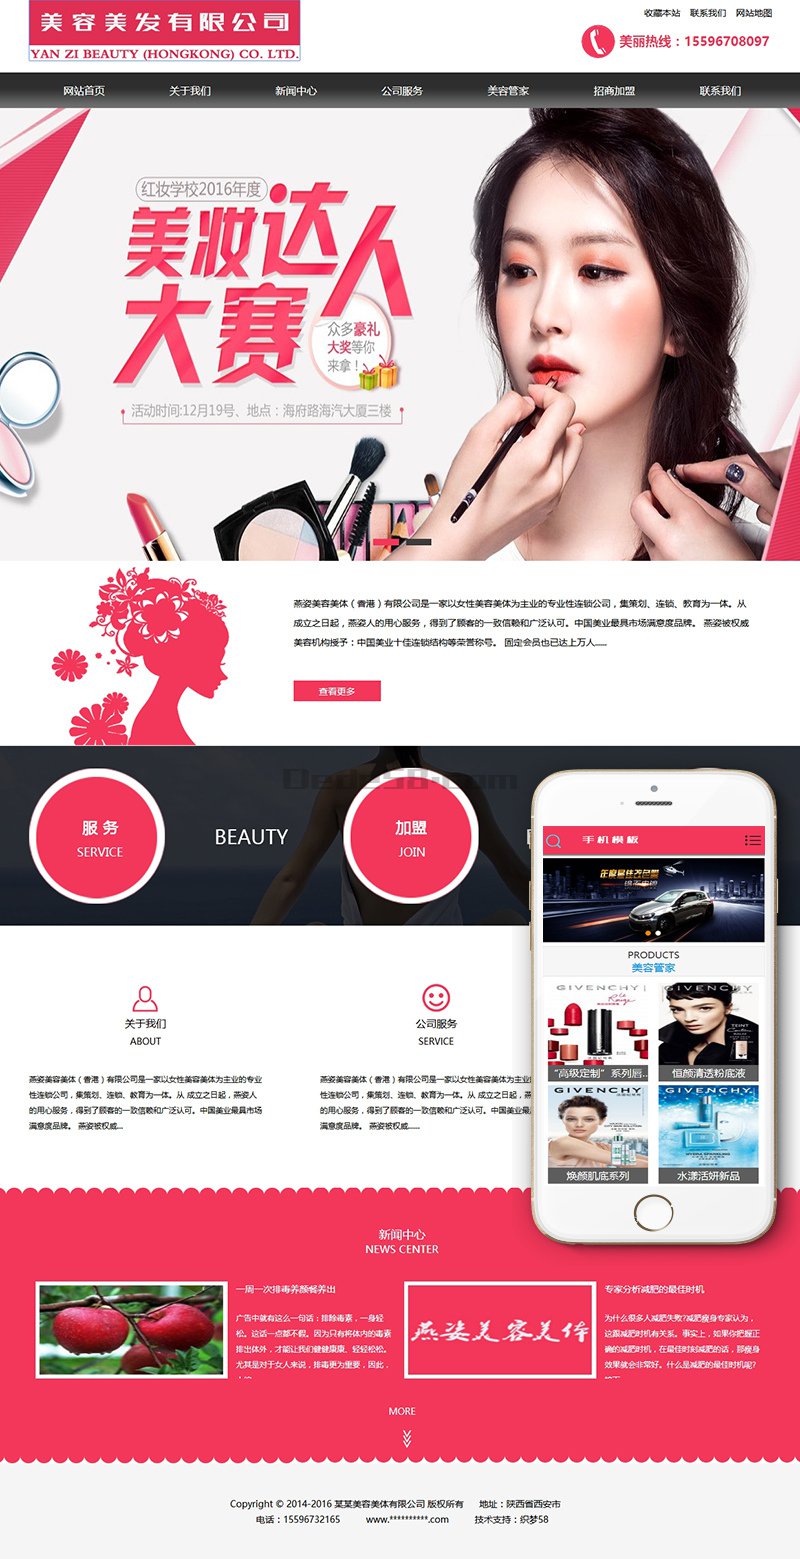 美容美发有限公司
YAN ZI BEAUTY (HONGKONG) CO. LTD.
收藏本站 联系我们 网站地图
美丽热线：15596708097
网站首页 关于我们 新闻中心 公司服务 美容管家 招商加盟 联系我们
红妆学校2016年度
美妆达人
大赛
众多豪礼
大奖等你
来拿！
活动时间:12月19号、地点：海府路海汽大厦三楼
燕姿美容美体（香港）有限公司是一家以女性美容美体为主业的专业性连锁公司，集策划、连锁、教育为一体。从
成立之日起，燕姿人的用心服务，得到了顾客的一致信赖和广泛认可。中国美业最具市场满意度品牌。 燕姿被权威
美容机构授予：中国美业十佳连锁结构等荣誉称号。 固定会员也已达上万人......
查看更多
Dede58.com
服 务
SERVICE
BEAUTY
加盟
JOIN
手机模板
年度最佳改色膜
PRODUCTS
美容管家
GIVENCHY
le Rouge
GIVENCHY
TEINT
“高级定制”系列唇...
恒颜清透粉底液
GIVENCHY
GIVENCHY
HYDRA SPARKLING
焕颜肌底系列
水漾活妍新品
关于我们
ABOUT
燕姿美容美体（香港）有限公司是一家以女性美容美体为主业的专业
性连锁公司，集策划、连锁、教育为一体。从 成立之日起，燕姿人
的用心服务，得到了顾客的一致信赖和广泛认可。中国美业最具市场
满意度品牌。 燕姿被权威...
公司服务
SERVICE
燕姿美容美体（香港）有限公司是一家以女性美容美体为主
性连锁公司，集策划、连锁、教育为一体。从 成立之日起
的用心服务，得到了顾客的一致信赖和广泛认可。中国美
满意度品牌。 燕姿被权威......
新闻中心
NEWS CENTER
一周一次排毒养颜餐养出
广告中就有这么一句话：排除毒素，一身轻
松。这话一点都不假。因为只有将体内的毒素
排出体外，才能让我们健健康康、轻轻松松。
尤其是对于女人来说，排毒更为重要，因此，
燕姿美容美体
专家分析减肥的最佳时机
为什么很多人减肥失败?减肥瘦身专家认为，
这跟减肥时机有关系。事实上，如果你把握正
确的减肥时机，在最佳时刻减肥的话，那瘦身
效果就会非常好。什么是减肥的最佳时机呢?
MORE
Copyright © 2014-2016 某某美容美体有限公司 版权所有 地址：陕西省西安市
电话：15596732165 www.**********.com 技术支持：织梦58